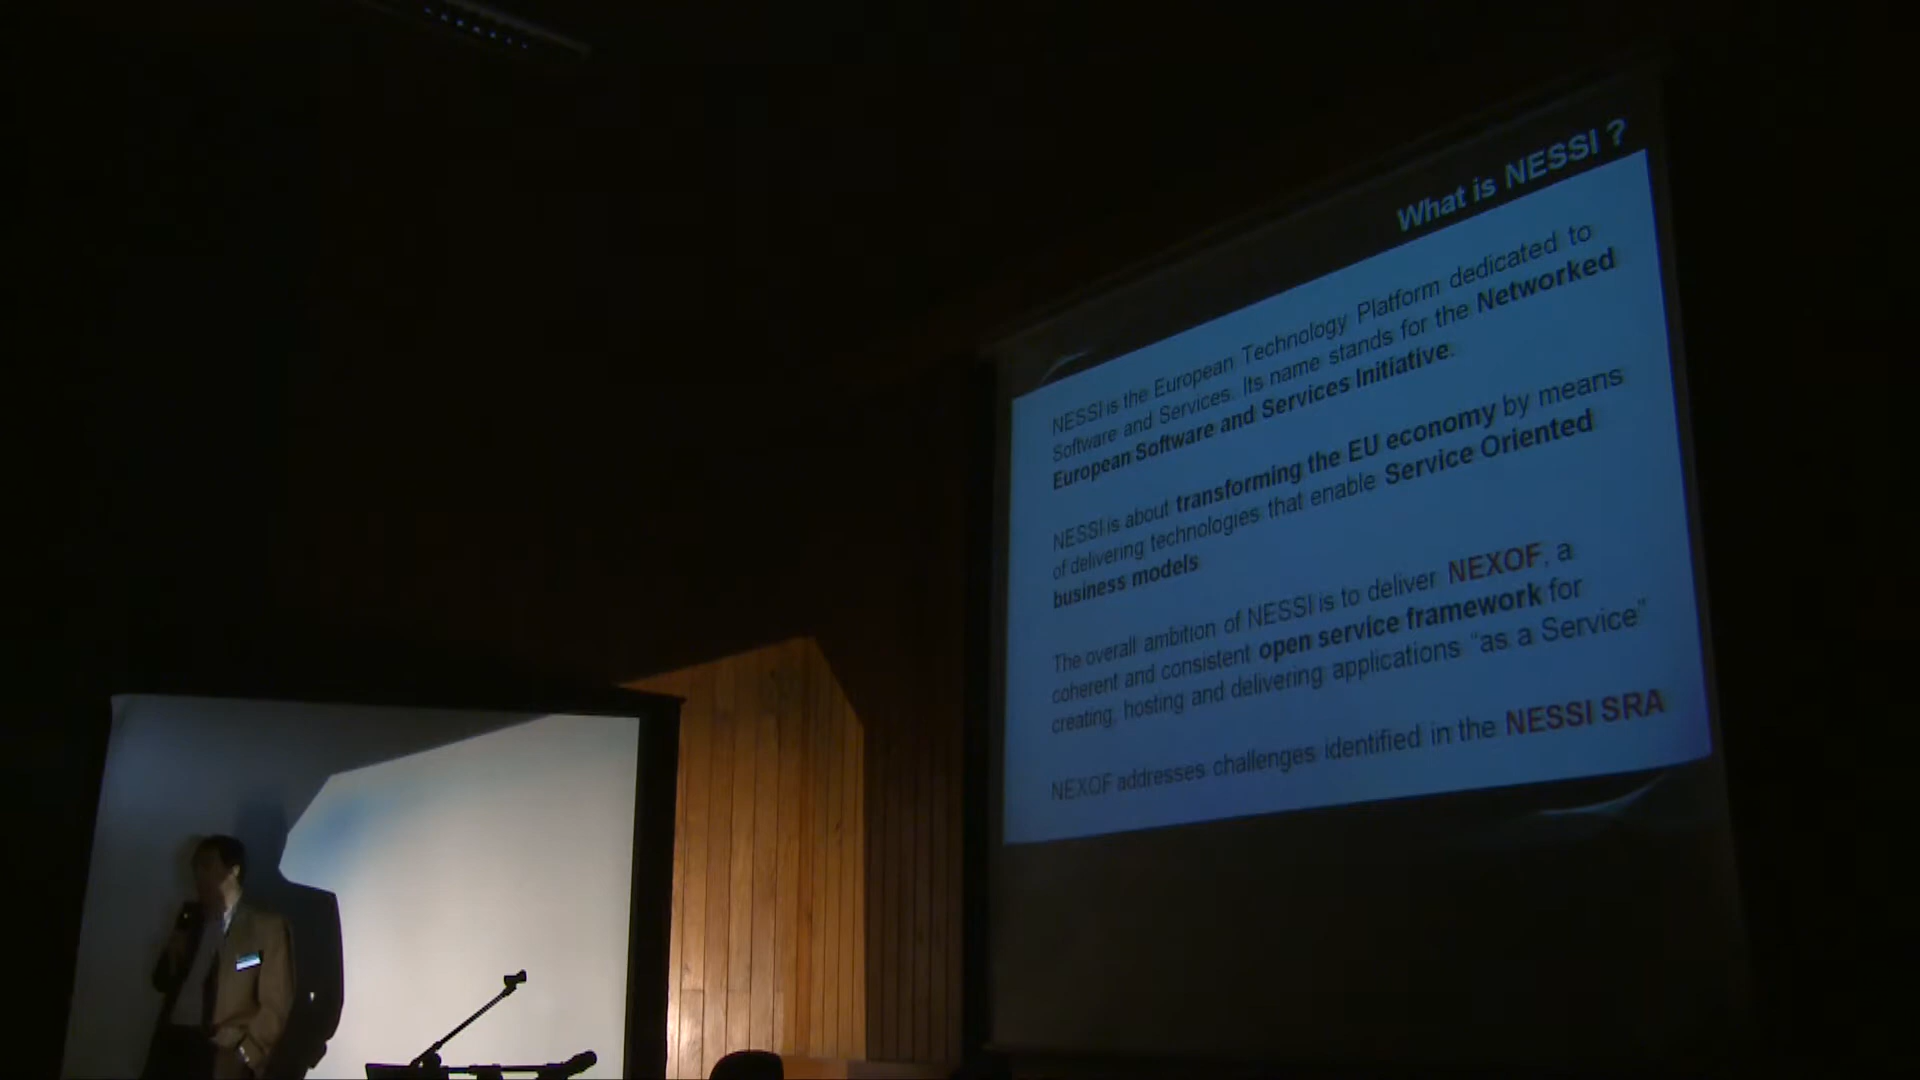 What is NESSI ?
NESSI is the European Technology Platform dedicated to
Software and Services. Its name stands for the Networked
European Software and Services Initiative.
NESSI is about transforming the EU economy by means
of delivering technologies that enable Service Oriented
business models
The overall ambition of NESSI is to deliver NEXOF, a
coherent and consistent open service framework for
creating, hosting and delivering applications “as a Service”
NEXOF addresses challenges identified in the NESSI SRA